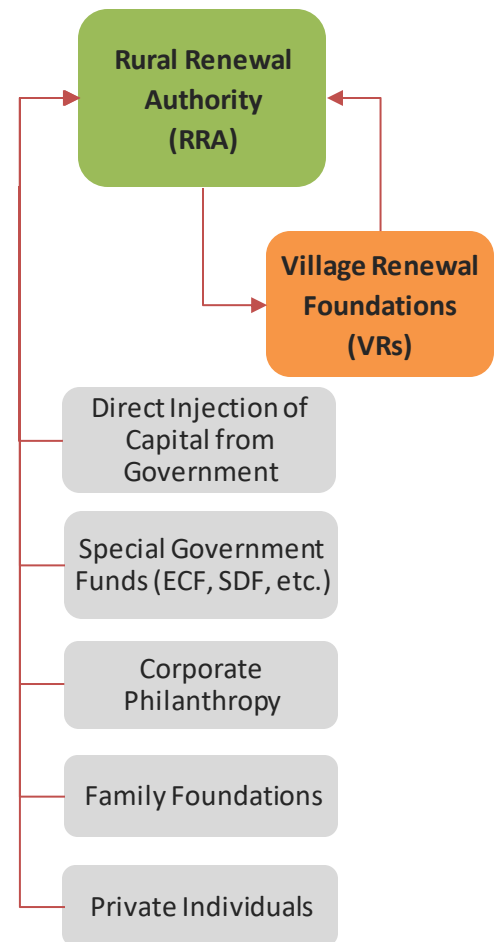 Rural Renewal
Authority
(RRA)
Village Renewal
Foundations
(VRs)
Direct Injection of
Capital from
Government
Special Government
Funds (ECF, SDF, etc.)
Corporate
Philanthropy
Family Foundations
Private Individuals